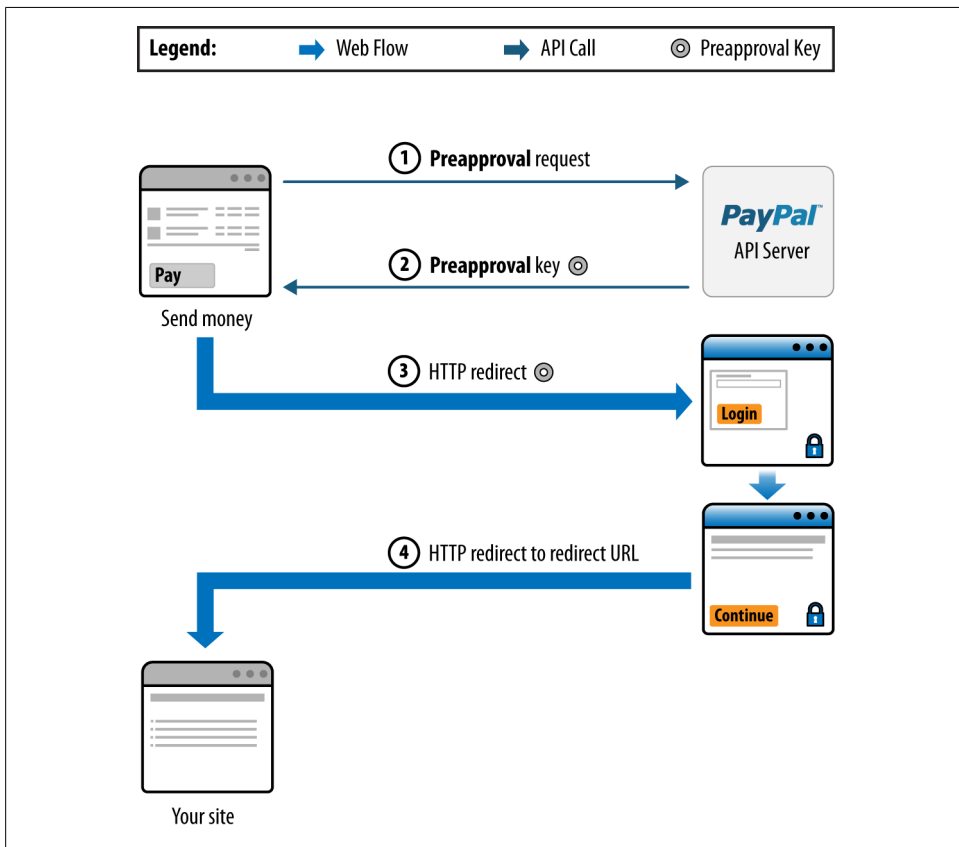 Legend: Web Flow API Call Preapproval Key
1 Preapproval request
PayPal™
API Server
2 Preapproval key
Pay
Send money
3 HTTP redirect
Login
4 HTTP redirect to redirect URL
Continue
Your site